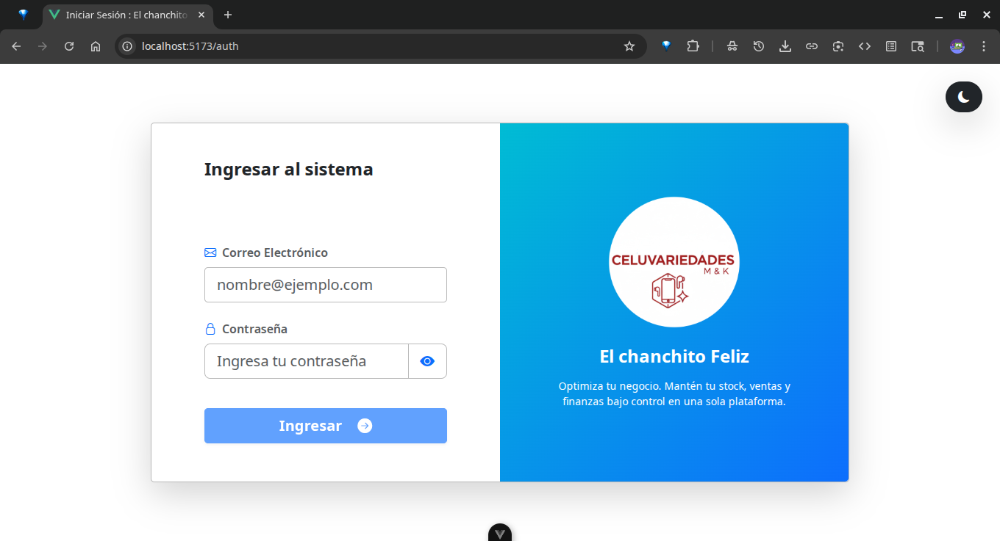 Iniciar Sesión : El chanchito
localhost:5173/auth
Ingresar al sistema
Correo Electrónico
nombre@ejemplo.com
Contraseña
Ingresa tu contraseña
Ingresar
CELUVARIEDADES
M & K
El chanchito Feliz
Optimiza tu negocio. Mantén tu stock, ventas y
finanzas bajo control en una sola plataforma.